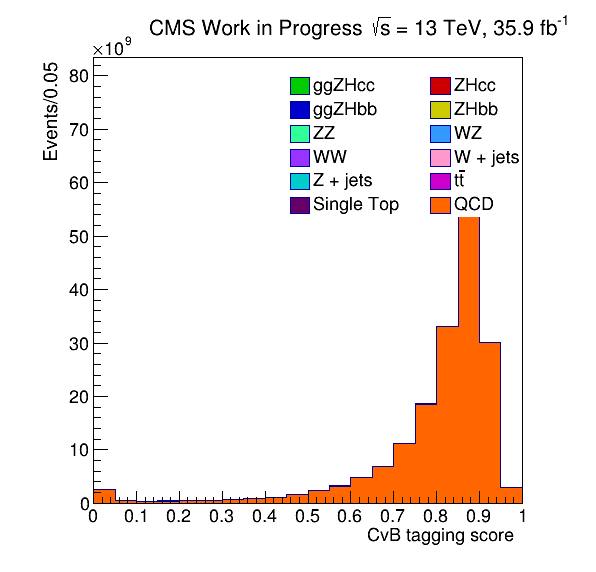 CMS Work in Progress √s = 13 TeV, 35.9 fb⁻¹
×10⁹
Events/0.05
80
70
60
50
40
30
20
10
0
ggZHcc ZHcc
ggZHbb ZHbb
ZZ WZ
WW W + jets
Z + jets tt̄
Single Top QCD
0 0.1 0.2 0.3 0.4 0.5 0.6 0.7 0.8 0.9 1
CvB tagging score